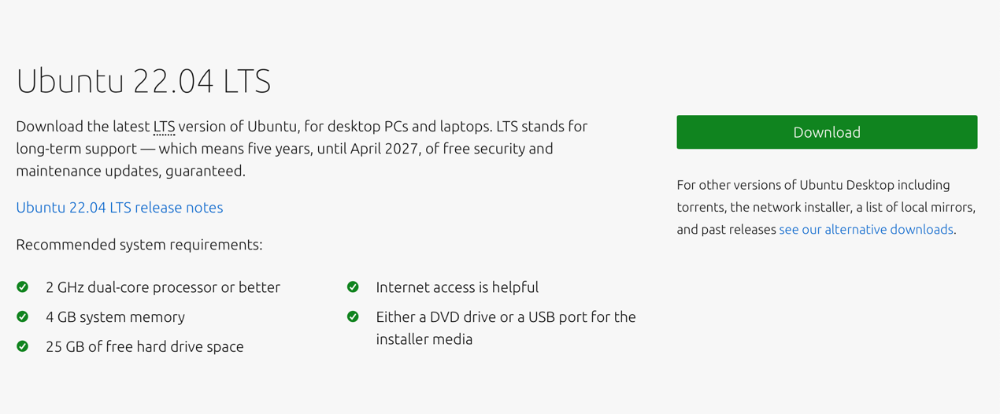 Ubuntu 22.04 LTS
Download the latest LTS version of Ubuntu, for desktop PCs and laptops. LTS stands for
long-term support — which means five years, until April 2027, of free security and
maintenance updates, guaranteed.
Ubuntu 22.04 LTS release notes
Recommended system requirements:
2 GHz dual-core processor or better
4 GB system memory
25 GB of free hard drive space
Internet access is helpful
Either a DVD drive or a USB port for the
installer media
Download
For other versions of Ubuntu Desktop including
torrents, the network installer, a list of local mirrors,
and past releases see our alternative downloads.